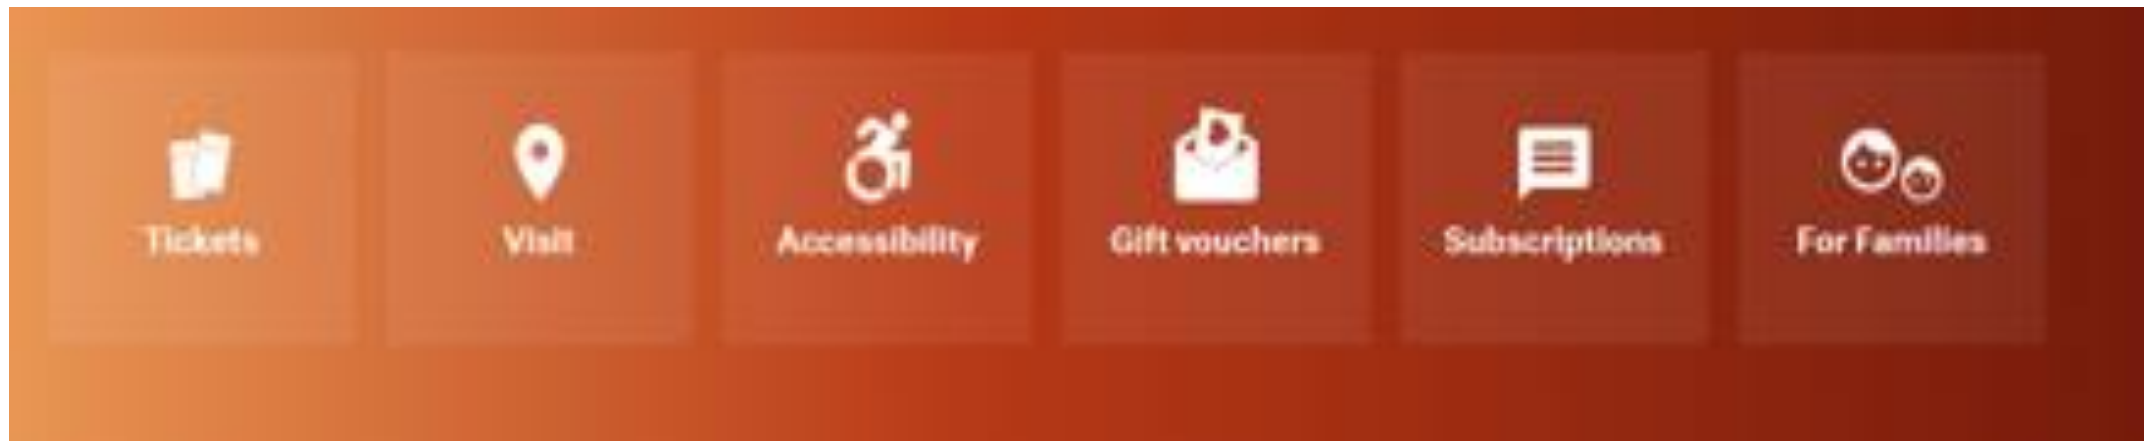 Tickets
Visit
Accessibility
Gift vouchers
Subscriptions
For Families